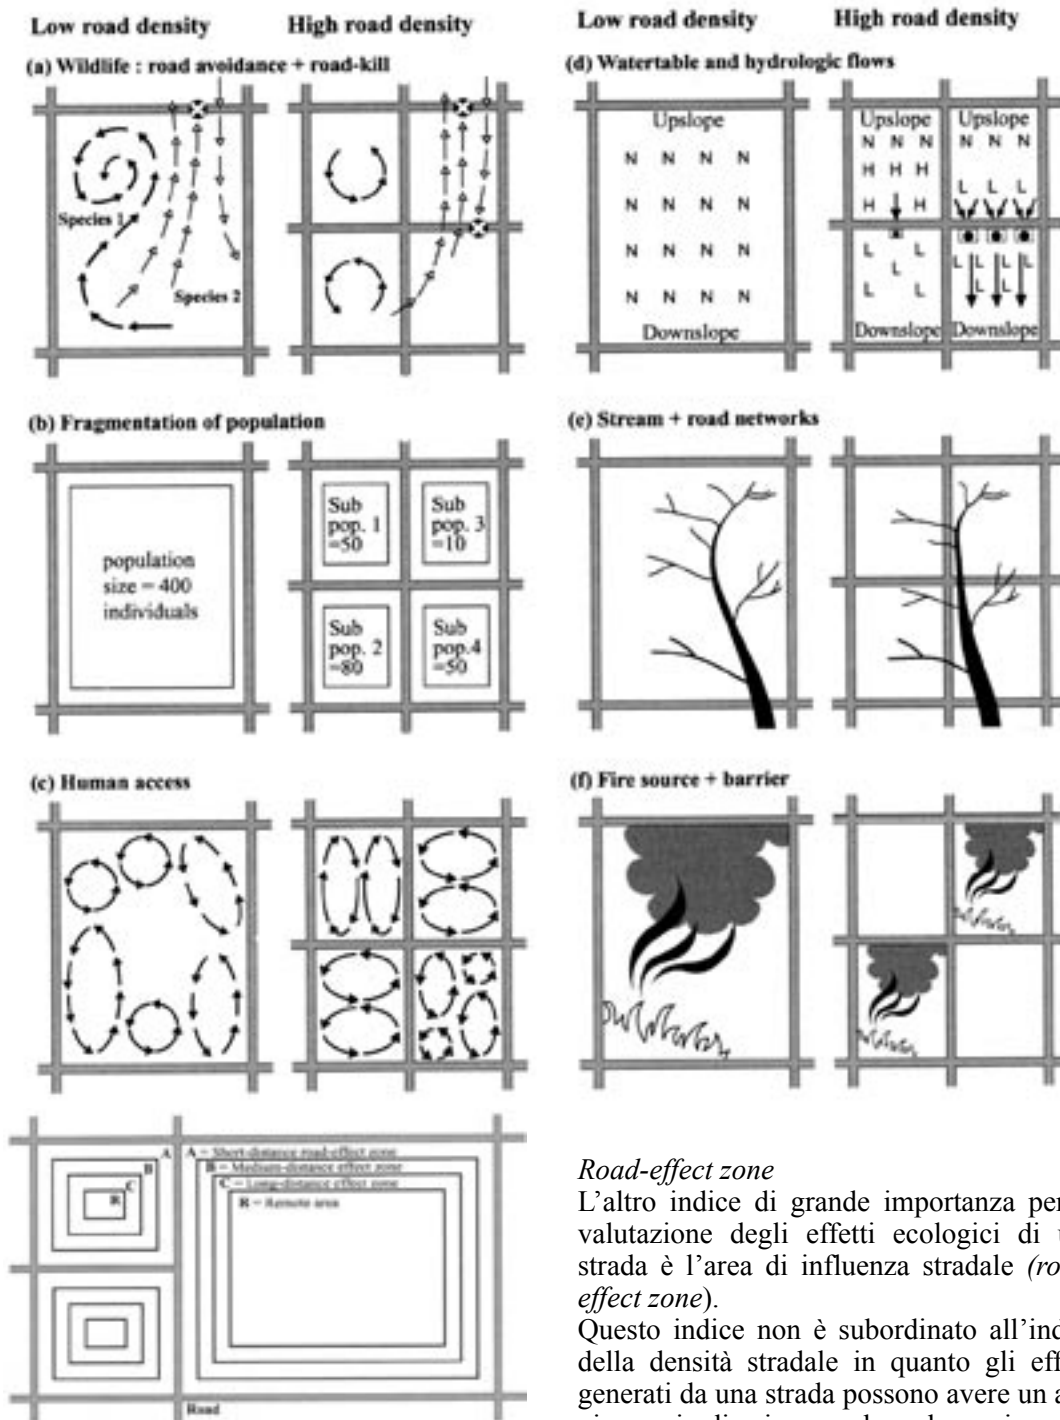 Low road density
High road density
(a) Wildlife : road avoidance + road-kill
Species 1
Species 2
(b) Fragmentation of population
population
size = 400
individuals
Sub
pop. 1
=50
Sub
pop. 3
=10
Sub
pop. 2
=80
Sub
pop.4
=50
(c) Human access
Low road density
High road density
(d) Watertable and hydrologic flows
Upslope
N N N N
N N N N
N N N N
N N N N
Downslope
Upslope
N N N
H H H
H H
L L
L
L L
Downslope
Upslope
N N N
L L
L L L
L L
Downslope
(e) Stream + road networks
(f) Fire source + barrier
A
B
C
R
A = Short-distance road-effect zone
B = Medium-distance effect zone
C = Long-distance effect zone
R = Remote area
Road
Road-effect zone
L'altro indice di grande importanza per
valutazione degli effetti ecologici di
strada è l'area di influenza stradale (ro
effect zone).
Questo indice non è subordinato all'ind
della densità stradale in quanto gli eff
generati da una strada possono avere un a